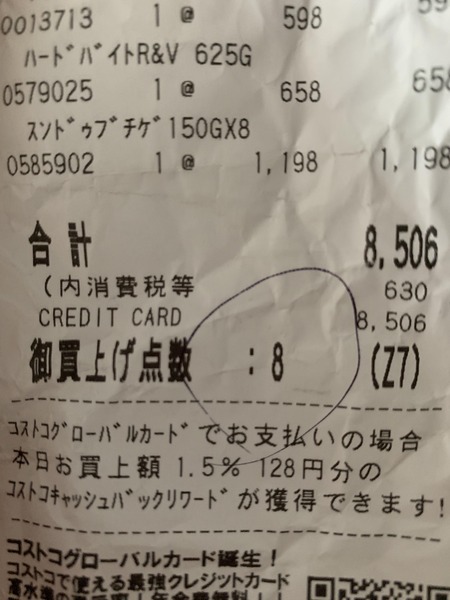 0013713 1 @ 598 59
ハードバイトR&V 625G
0579025 1 @ 658 658
スンドゥブチゲ150GX8
0585902 1 @ 1,198 1,198
合計 8,506
(内消費税等 630
CREDIT CARD 8,506
御買上げ点数 : 8 (Z7)
コストコグローバルカードでお支払いの場合
本日お買上額 1.5% 128円分の
コストコキャッシュバックリワードが獲得できます!
コストコグローバルカード誕生!
コストコで使える最強クレジットカード